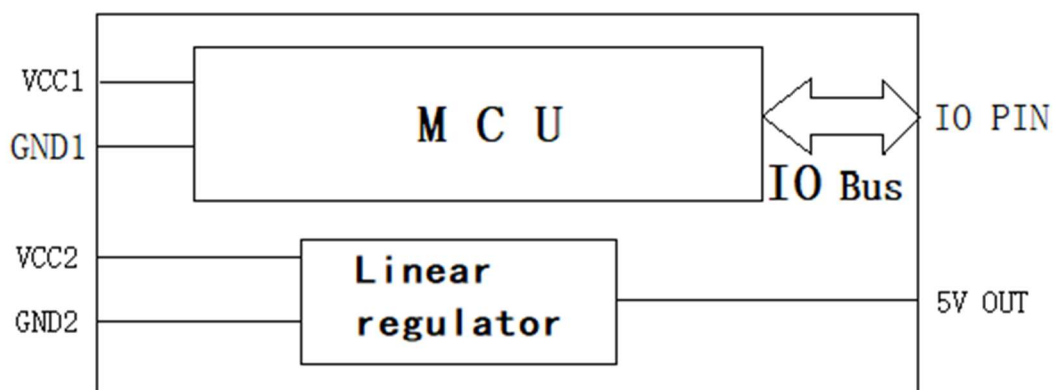 VCC1
GND1
M C U
IO PIN
IO Bus
VCC2
GND2
Linear
regulator
5V OUT